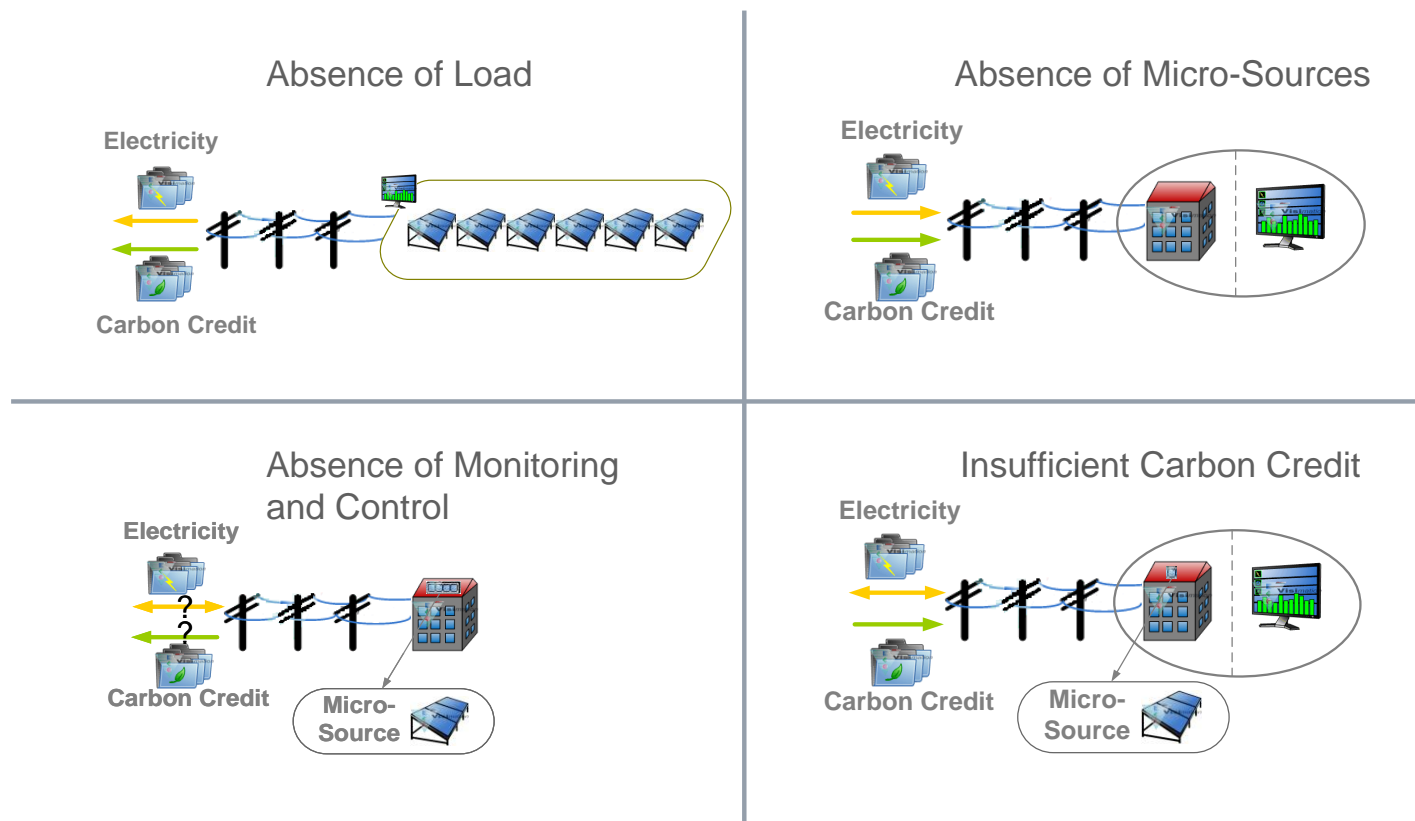 Absence of Load
Electricity
Carbon Credit
Absence of Micro-Sources
Electricity
Carbon Credit
Absence of Monitoring
and Control
Electricity
?
?
Carbon Credit
Micro-
Source
Insufficient Carbon Credit
Electricity
Carbon Credit
Micro-
Source